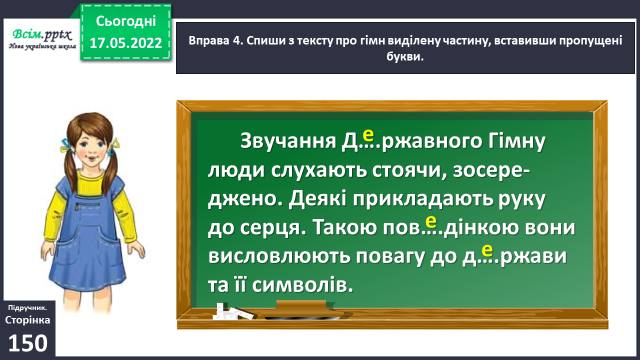 Всім.pptx
Нова українська школа
Сьогодні
17.05.2022
Вправа 4. Спиши з тексту про гімн виділену частину, вставивши пропущені
букви.
Звучання Д.е..ржавного Гімну
люди слухають стоячи, зосере-
джено. Деякі прикладають руку
до серця. Такою пов.е..дінкою вони
висловлюють повагу до д.е..ржави
та її символів.
Підручник.
Сторінка
150